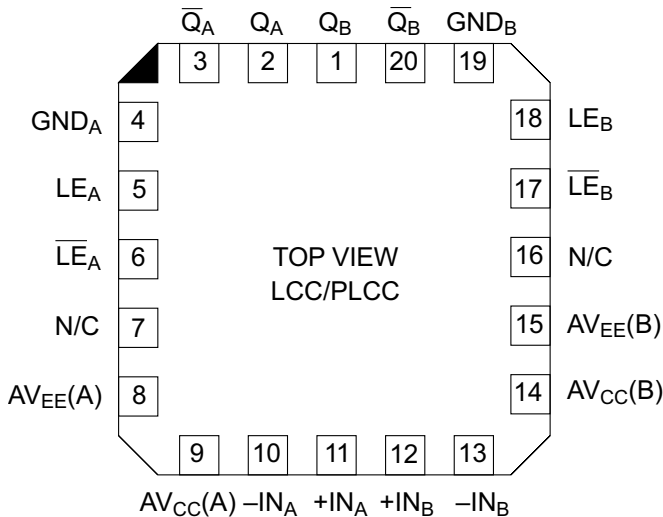 Q̅A QA QB Q̅B GNDB
3 2 1 20 19
GNDA 4 18 LEB
LEA 5 17 L̅E̅B
L̅E̅A 6 16 N/C
TOP VIEW
LCC/PLCC
N/C 7 15 AVEE(B)
AVEE(A) 8 14 AVCC(B)
9 10 11 12 13
AVCC(A) –INA +INA +INB –INB